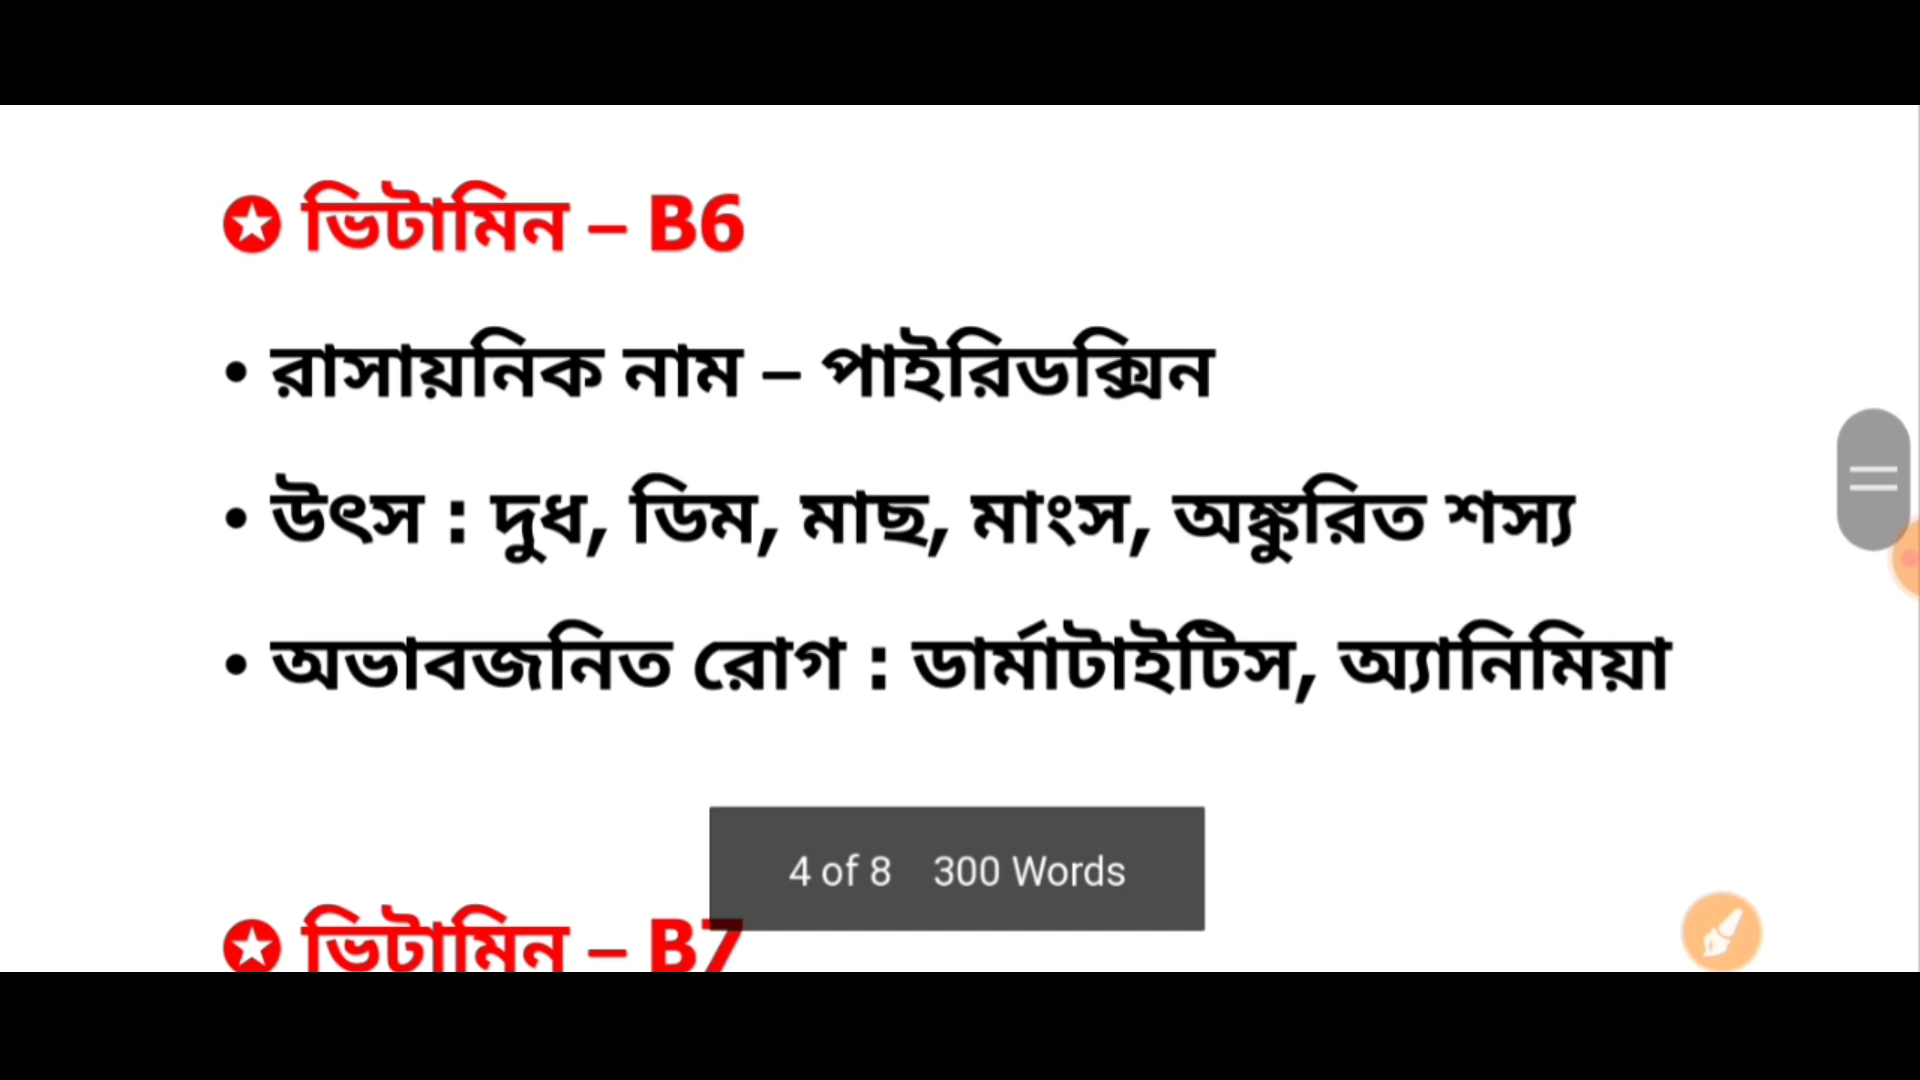 ✪ ভিটামিন – B6
• রাসায়নিক নাম – পাইরিডক্সিন
• উৎস : দুধ, ডিম, মাছ, মাংস, অঙ্কুরিত শস্য
• অভাবজনিত রোগ : ডার্মাটাইটিস, অ্যানিমিয়া
4 of 8 300 Words
✪ ভিটামিন – B7